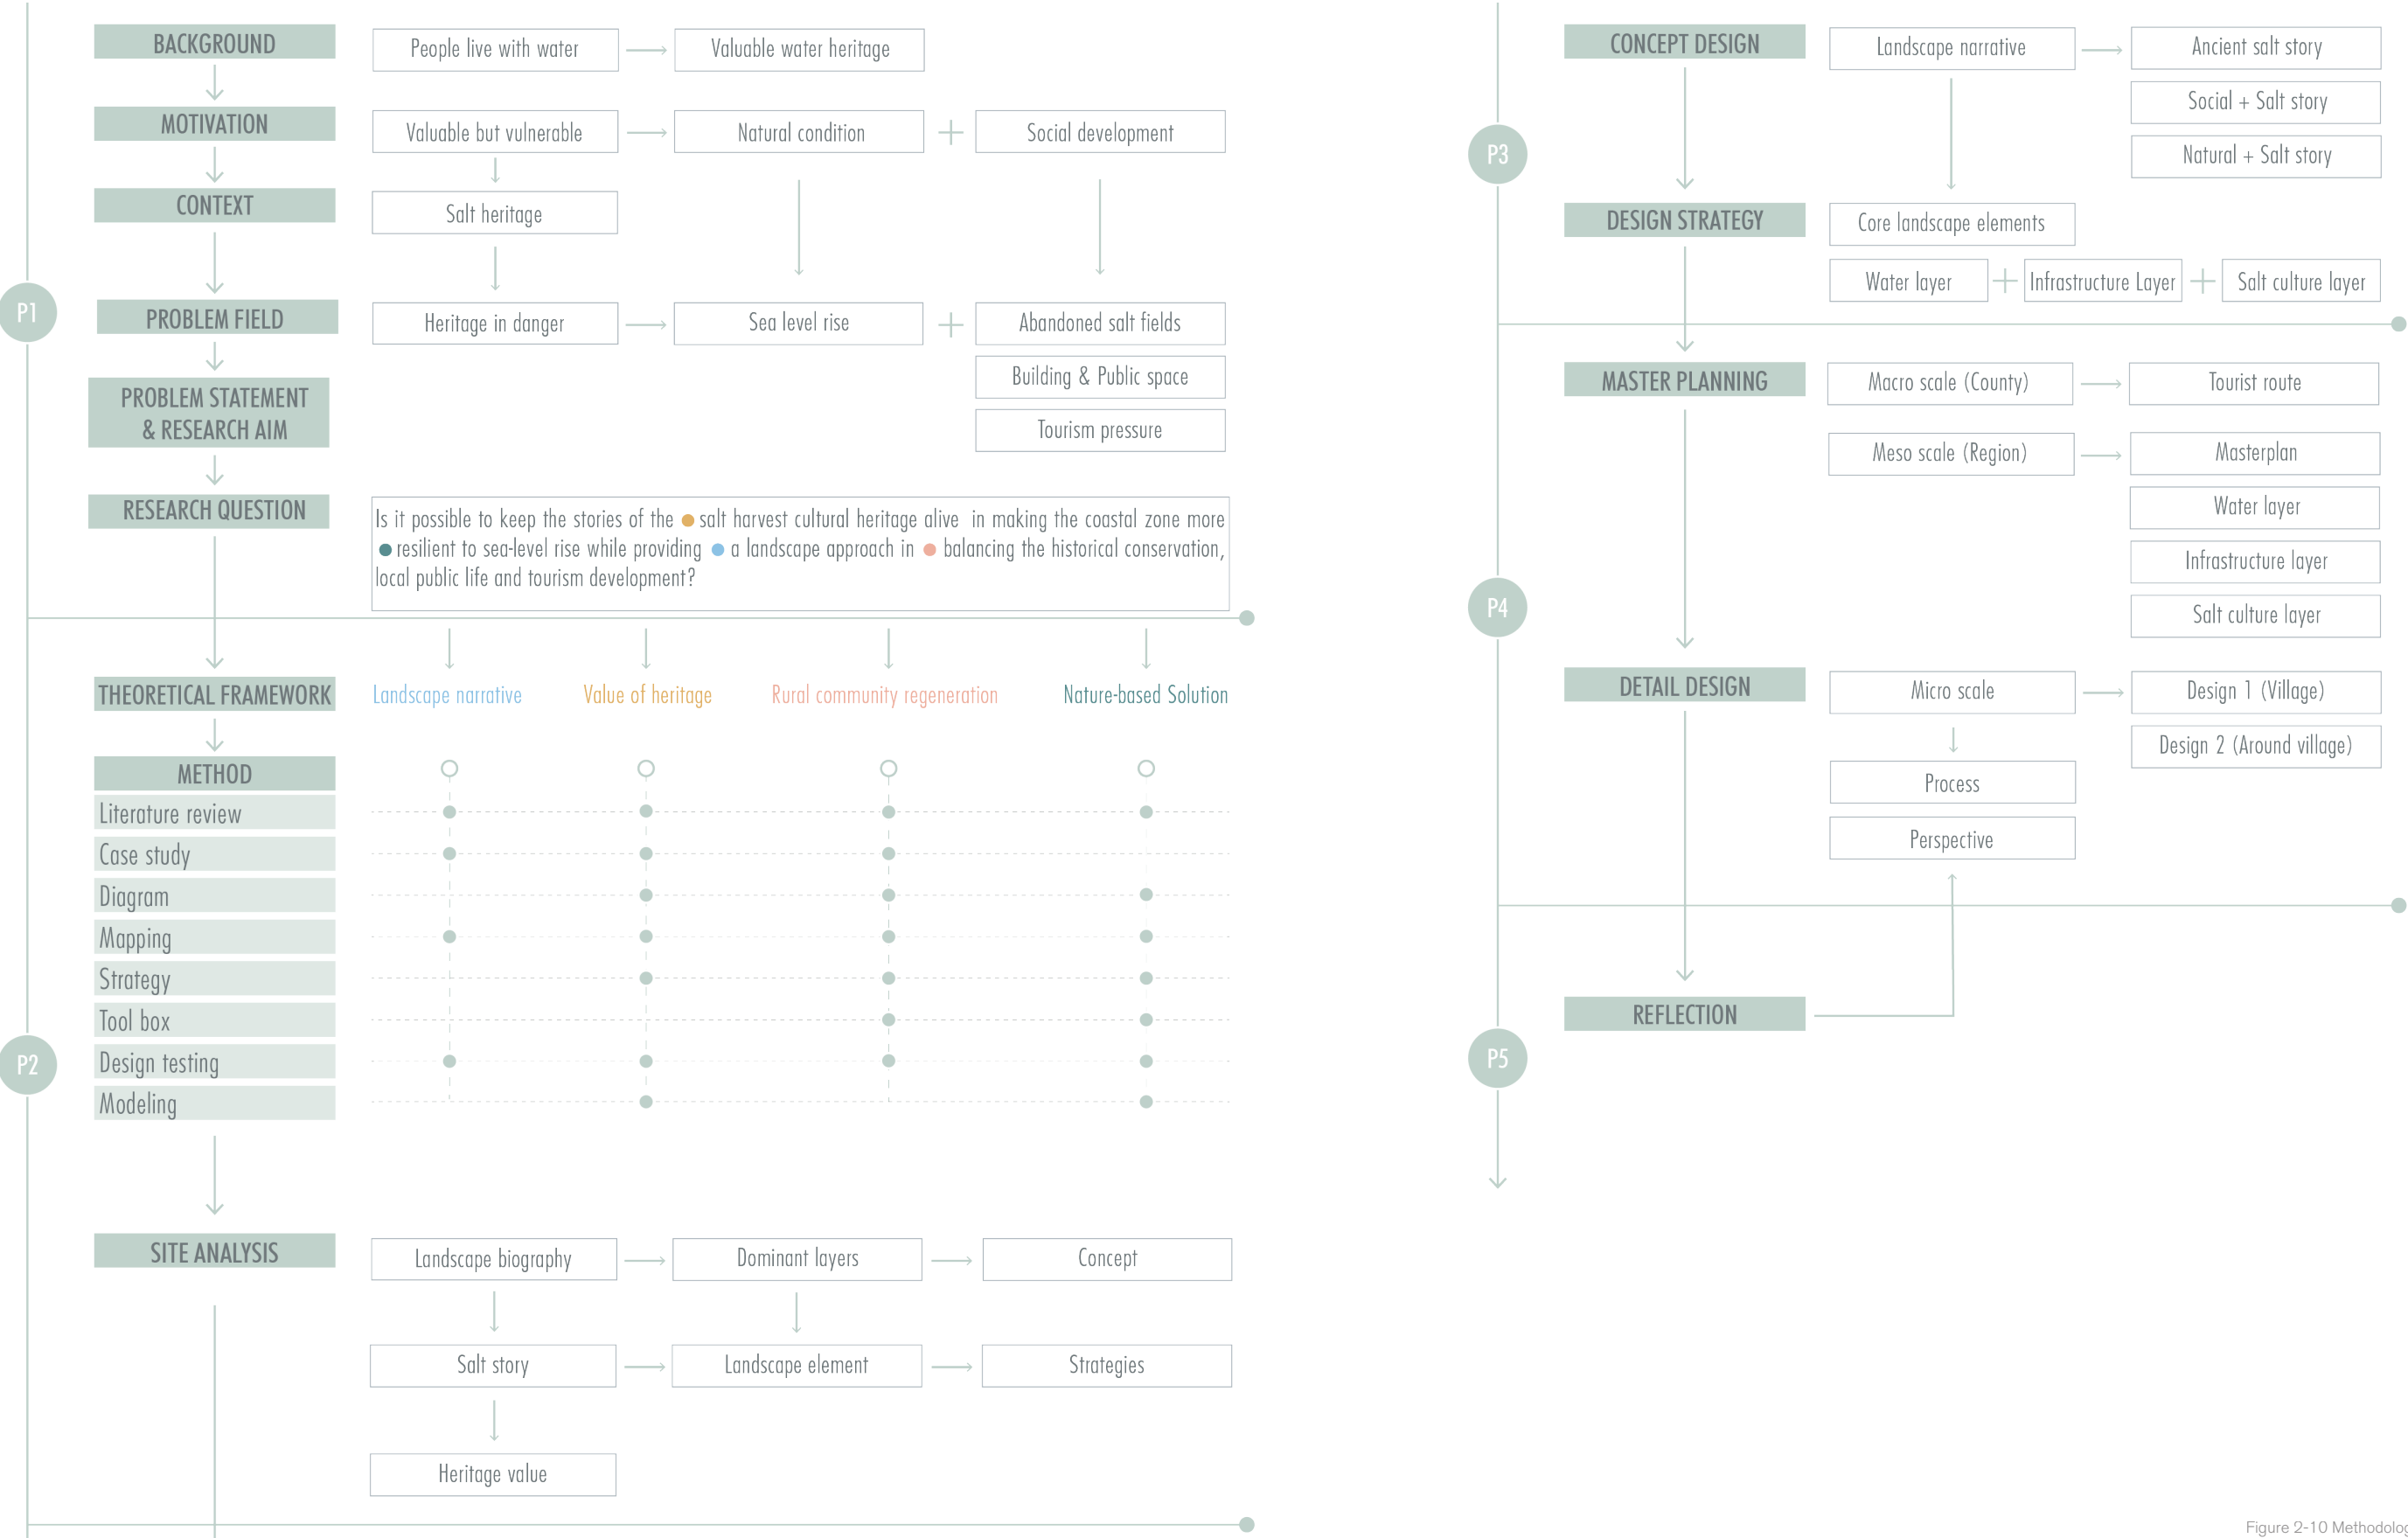 BACKGROUND
People live with water
Valuable water heritage
MOTIVATION
Valuable but vulnerable
Natural condition
Social development
CONTEXT
Salt heritage
P1
PROBLEM FIELD
Heritage in danger
Sea level rise
Abandoned salt fields
Building & Public space
Tourism pressure
PROBLEM STATEMENT
& RESEARCH AIM
RESEARCH QUESTION
Is it possible to keep the stories of the salt harvest cultural heritage alive in making the coastal zone more
resilient to sea-level rise while providing a landscape approach in balancing the historical conservation,
local public life and tourism development?
THEORETICAL FRAMEWORK
Landscape narrative
Value of heritage
Rural community regeneration
Nature-based Solution
METHOD
Literature review
Case study
Diagram
Mapping
Strategy
Tool box
P2
Design testing
Modeling
SITE ANALYSIS
Landscape biography
Dominant layers
Concept
Salt story
Landscape element
Strategies
Heritage value
CONCEPT DESIGN
Landscape narrative
Ancient salt story
Social + Salt story
P3
Natural + Salt story
DESIGN STRATEGY
Core landscape elements
Water layer
Infrastructure Layer
Salt culture layer
MASTER PLANNING
Macro scale (County)
Tourist route
Meso scale (Region)
Masterplan
Water layer
Infrastructure layer
P4
Salt culture layer
DETAIL DESIGN
Micro scale
Design 1 (Village)
Design 2 (Around village)
Process
Perspective
REFLECTION
P5
Figure 2-10 Methodolo